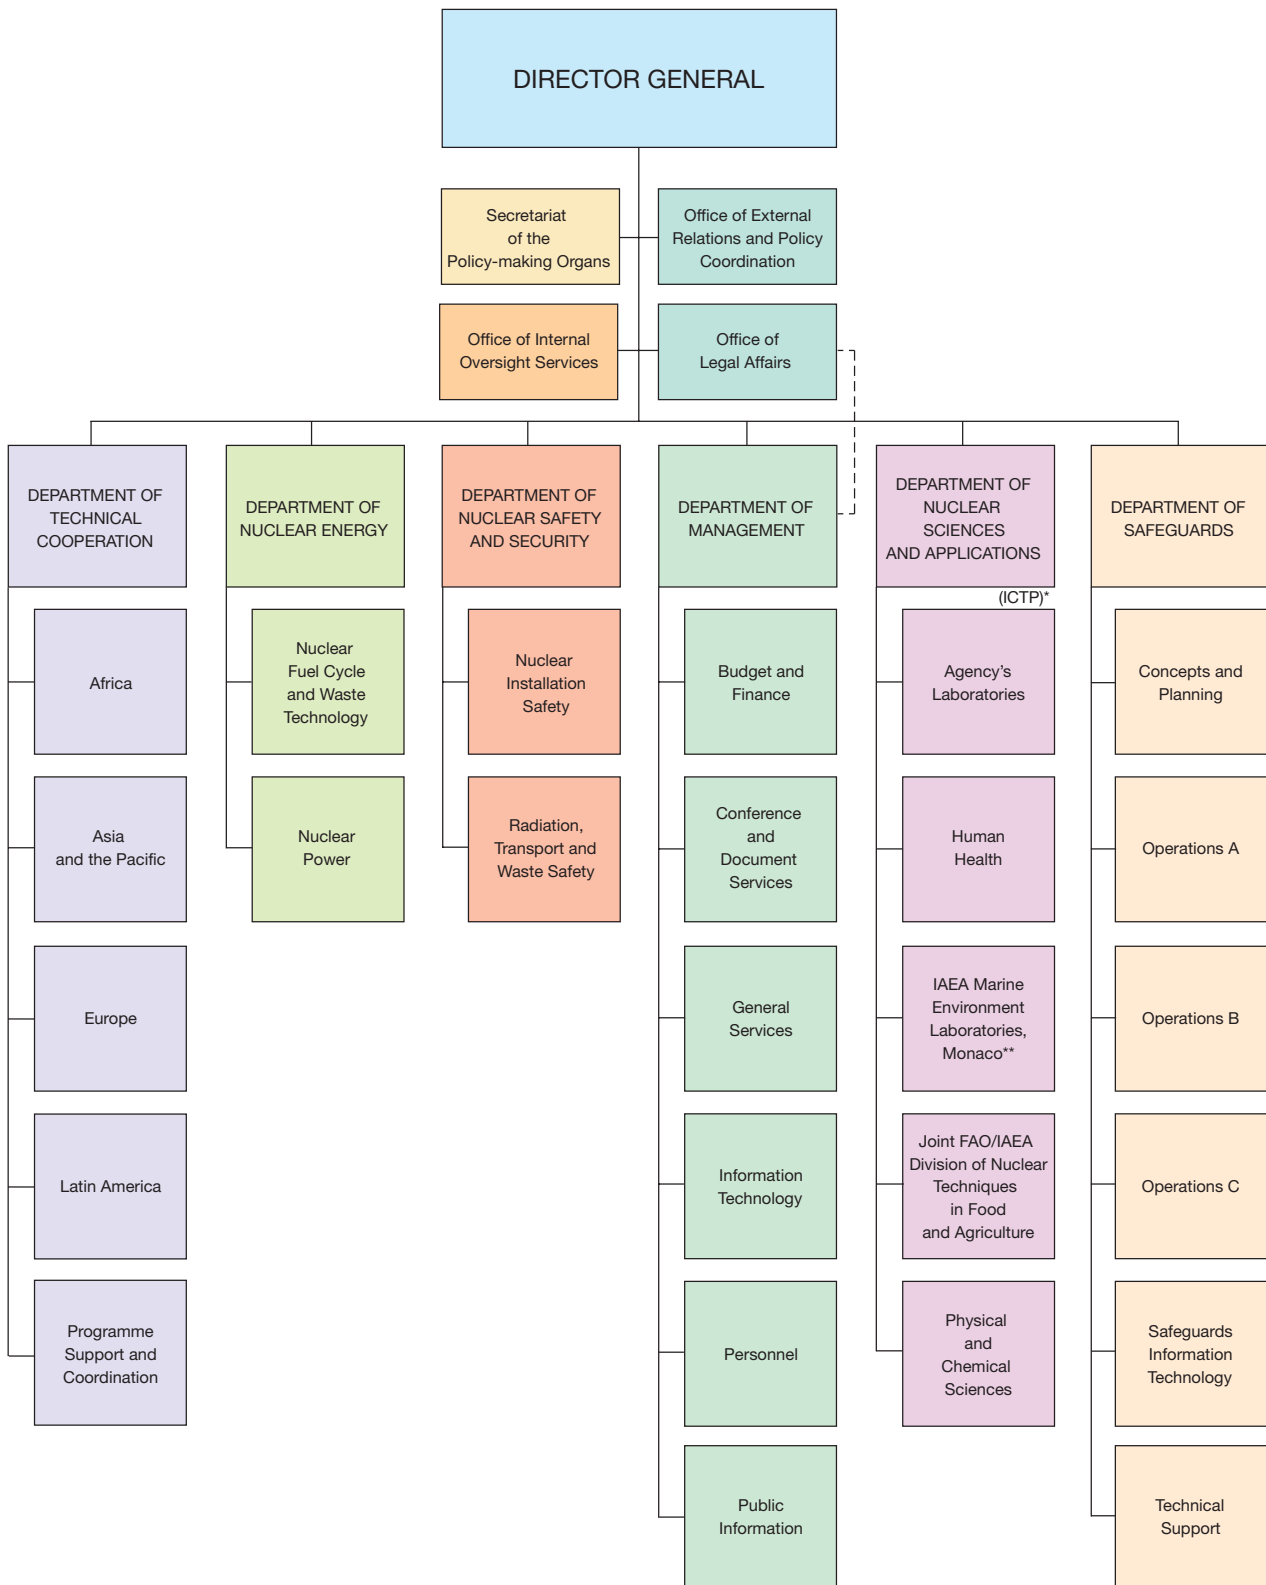 DIRECTOR GENERAL
Secretariat
of the
Policy-making Organs
Office of External
Relations and Policy
Coordination
Office of Internal
Oversight Services
Office of
Legal Affairs
DEPARTMENT OF
TECHNICAL
COOPERATION
DEPARTMENT OF
NUCLEAR ENERGY
DEPARTMENT OF
NUCLEAR SAFETY
AND SECURITY
DEPARTMENT OF
MANAGEMENT
DEPARTMENT OF
NUCLEAR
SCIENCES
AND APPLICATIONS
DEPARTMENT OF
SAFEGUARDS
(ICTP)*
Africa
Asia
and the Pacific
Europe
Latin America
Programme
Support and
Coordination
Nuclear
Fuel Cycle
and Waste
Technology
Nuclear
Power
Nuclear
Installation
Safety
Radiation,
Transport and
Waste Safety
Budget and
Finance
Conference
and
Document
Services
General
Services
Information
Technology
Personnel
Public
Information
Agency’s
Laboratories
Human
Health
IAEA Marine
Environment
Laboratories,
Monaco**
Joint FAO/IAEA
Division of Nuclear
Techniques
in Food
and Agriculture
Physical
and
Chemical
Sciences
Concepts and
Planning
Operations A
Operations B
Operations C
Safeguards
Information
Technology
Technical
Support